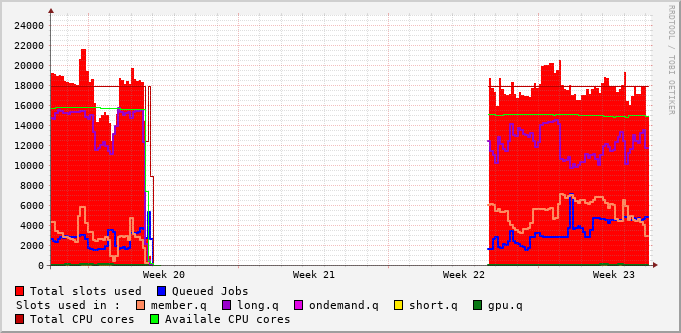 RRDTOOL / TOBI OETIKER
24000
22000
20000
18000
16000
14000
12000
10000
8000
6000
4000
2000
0
Week 20 Week 21 Week 22 Week 23
Total slots used Queued Jobs
Slots used in : member.q long.q ondemand.q short.q gpu.q
Total CPU cores Availale CPU cores